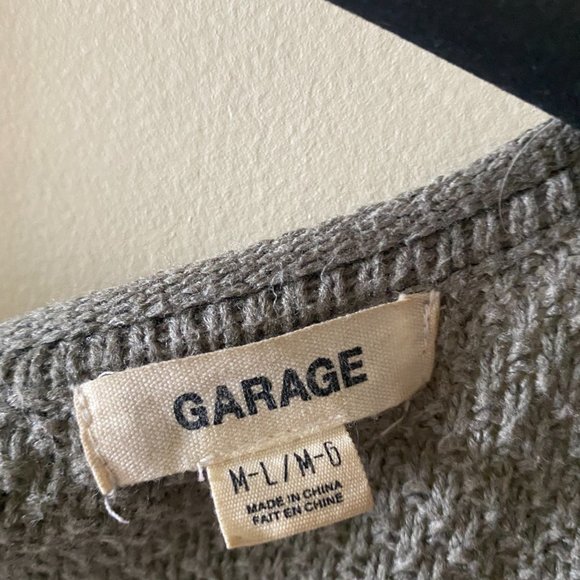 GARAGE
M-L/M-G
MADE IN CHINA
FAIT EN CHINE